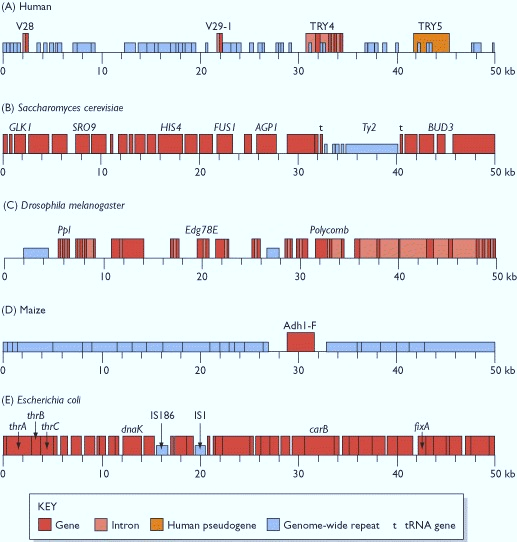 (A) Human
V28 V29-1 TRY4 TRY5
0 10 20 30 40 50 kb
(B) Saccharomyces cerevisiae
GLK1 SRO9 HIS4 FUS1 AGP1 t Ty2 t BUD3
0 10 20 30 40 50 kb
(C) Drosophila melanogaster
PpI Edg78E Polycomb
0 10 20 30 40 50 kb
(D) Maize
Adh1-F
0 10 20 30 40 50 kb
(E) Escherichia coli
thrB IS186 IS1
thrA thrC dnaK carB fixA
0 10 20 30 40 50 kb
KEY
Gene Intron Human pseudogene Genome-wide repeat t tRNA gene